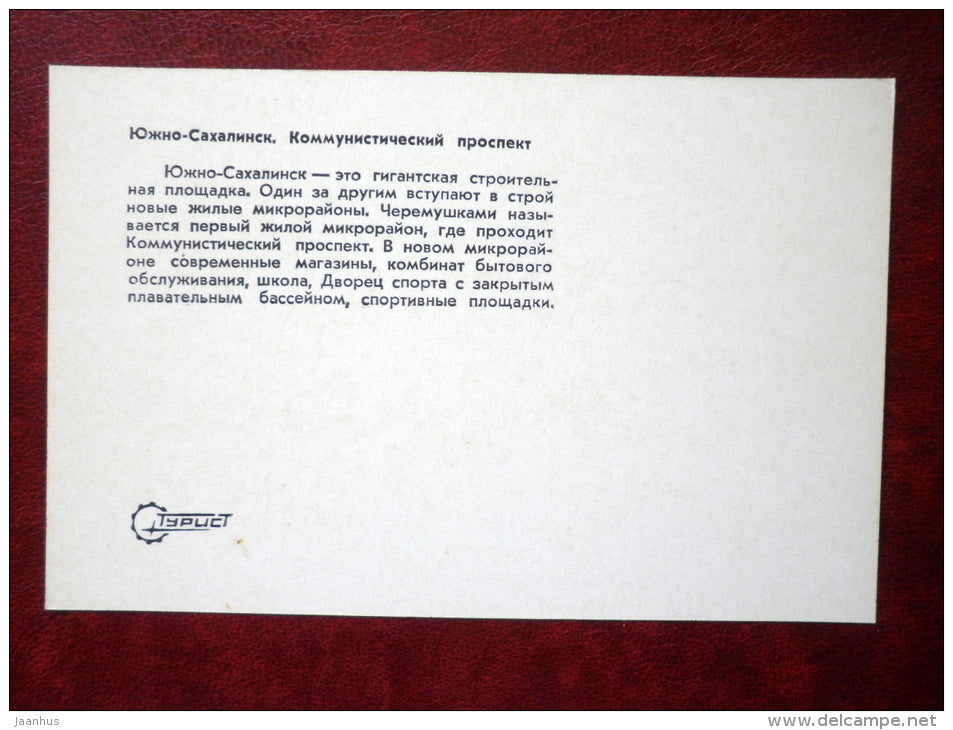 Южно-Сахалинск. Коммунистический проспект
Южно-Сахалинск — это гигантская строитель-
ная площадка. Один за другим вступают в строй
новые жилые микрорайоны. Черемушками назы-
вается первый жилой микрорайон, где проходит
Коммунистический проспект. В новом микрорай-
оне современные магазины, комбинат бытового
обслуживания, школа, Дворец спорта с закрытым
плавательным бассейном, спортивные площадки.
ТУРИСТ
jaanhus
www.delcampe.net